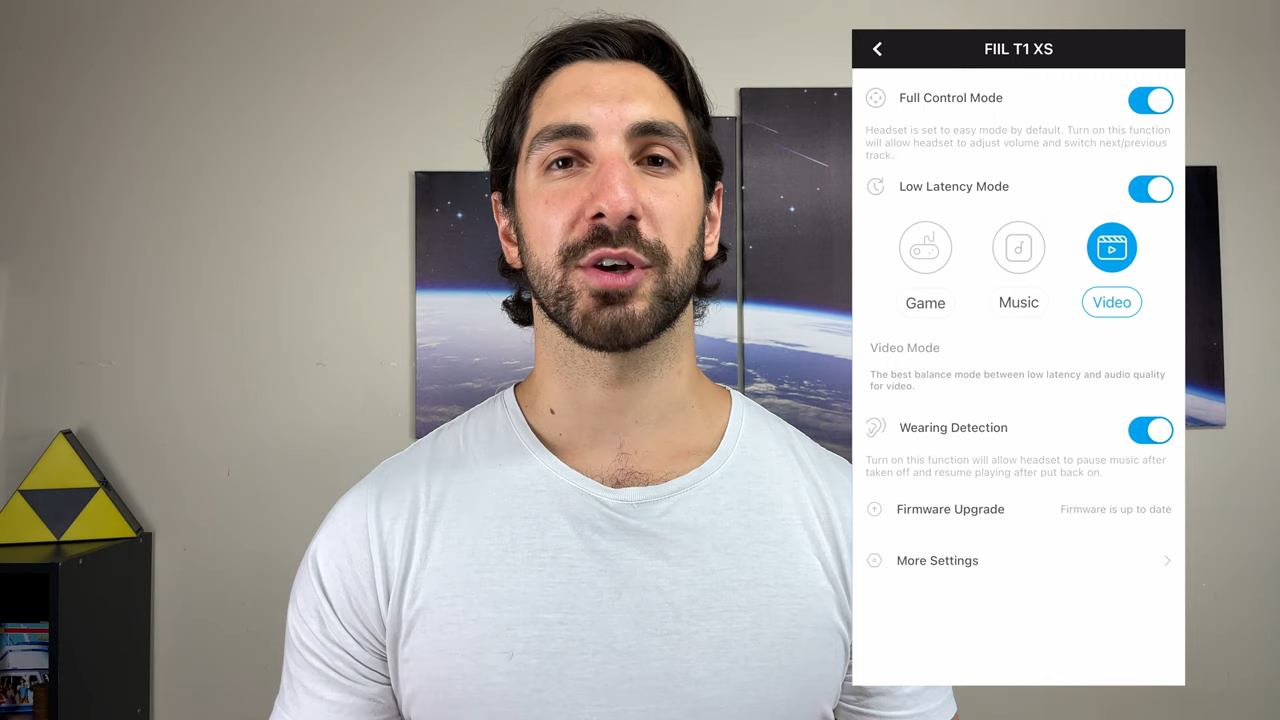 FIIL T1 XS
Full Control Mode
Headset is set to easy mode by default. Turn on this function
will allow headset to adjust volume and switch next/previous
track.
Low Latency Mode
Game
Music
Video
Video Mode
The best balance mode between low latency and audio quality
for video.
Wearing Detection
Turn on this function will allow headset to pause music after
taken off and resume playing after put back on.
Firmware Upgrade
Firmware is up to date
More Settings